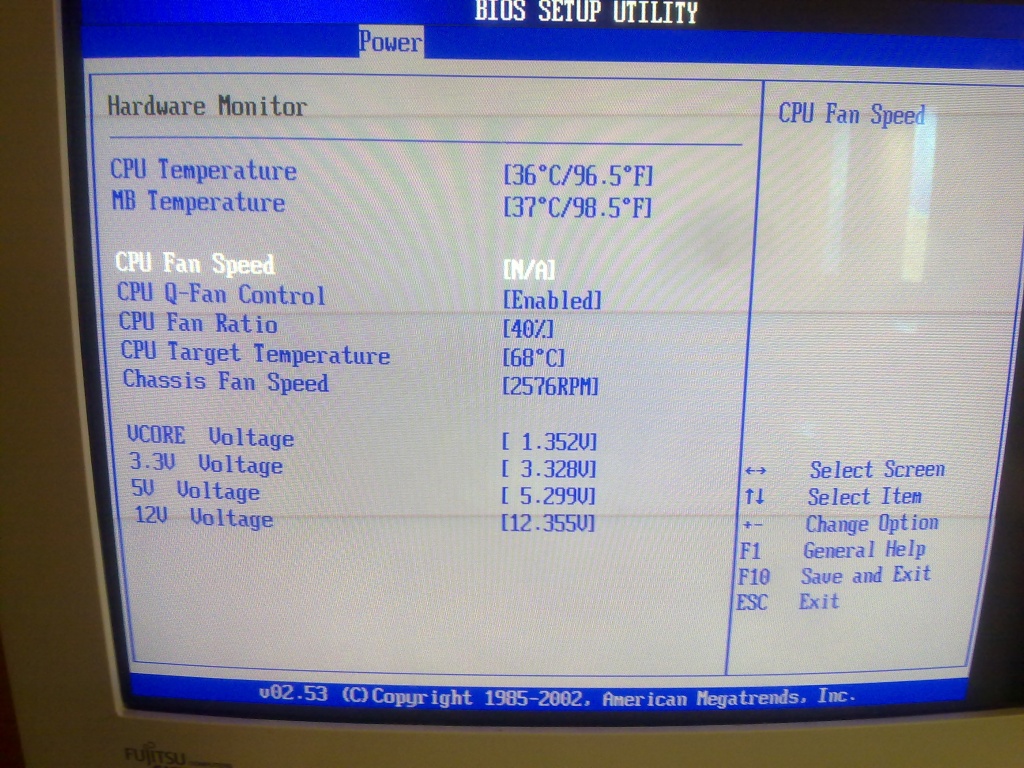 BIOS SETUP UTILITY
Power
Hardware Monitor
CPU Temperature [36°C/96.5°F]
MB Temperature [37°C/98.5°F]
CPU Fan Speed [N/A]
CPU Q-Fan Control [Enabled]
CPU Fan Ratio [40%]
CPU Target Temperature [68°C]
Chassis Fan Speed [2576RPM]
VCORE Voltage [ 1.352V]
3.3V Voltage [ 3.328V]
5V Voltage [ 5.299V]
12V Voltage [12.355V]
CPU Fan Speed
↔ Select Screen
↑↓ Select Item
+- Change Option
F1 General Help
F10 Save and Exit
ESC Exit
v02.53 (C)Copyright 1985-2002, American Megatrends, Inc.
FUJITSU